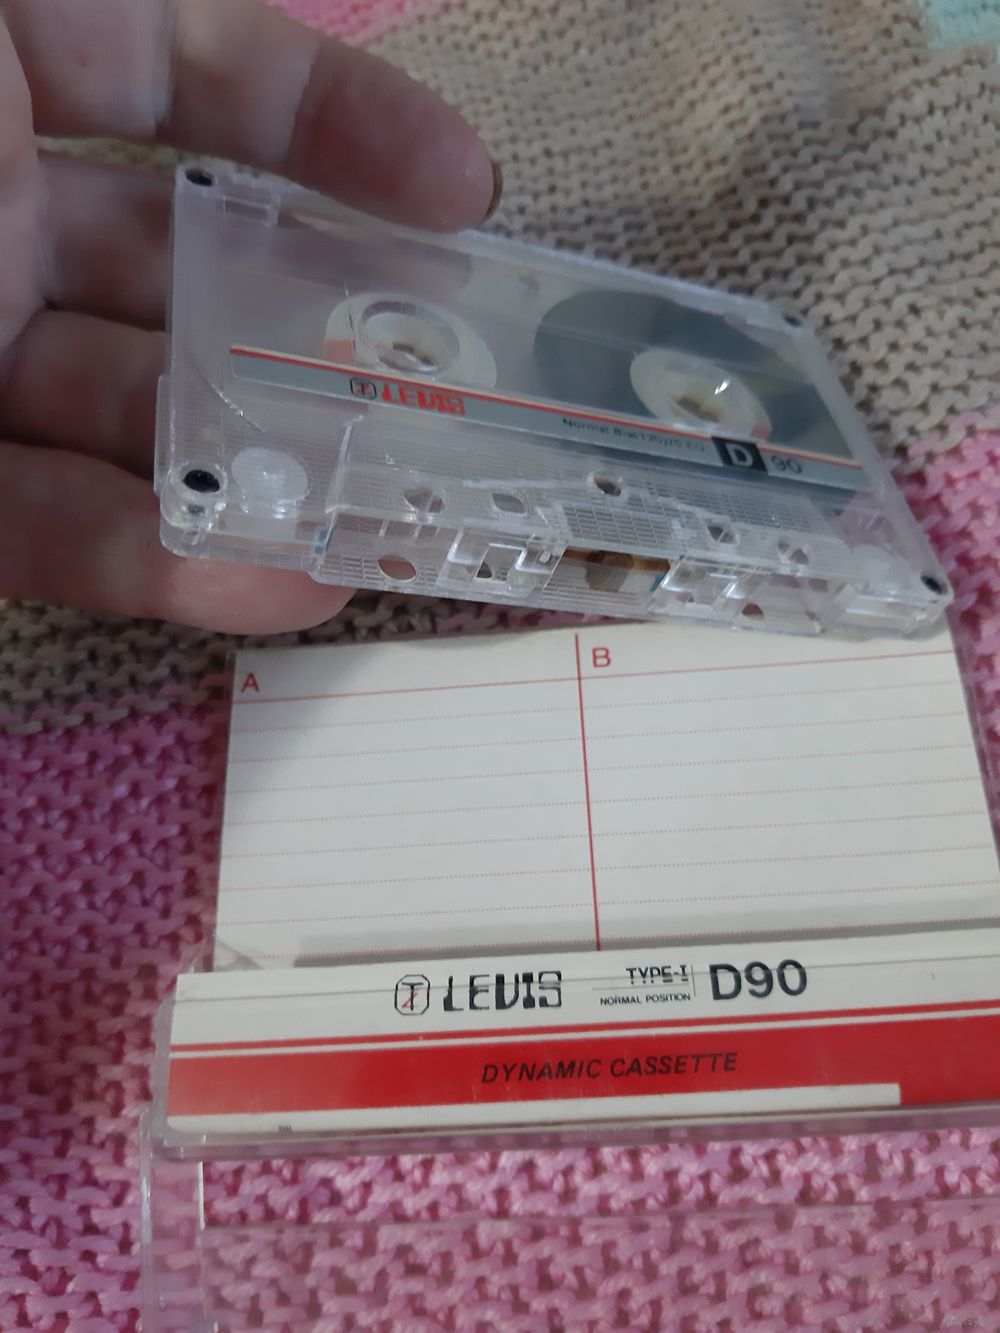 LEVIS
Normal Bias 120µS EQ D 90
A B
LEVIS TYPE-I NORMAL POSITION D90
DYNAMIC CASSETTE